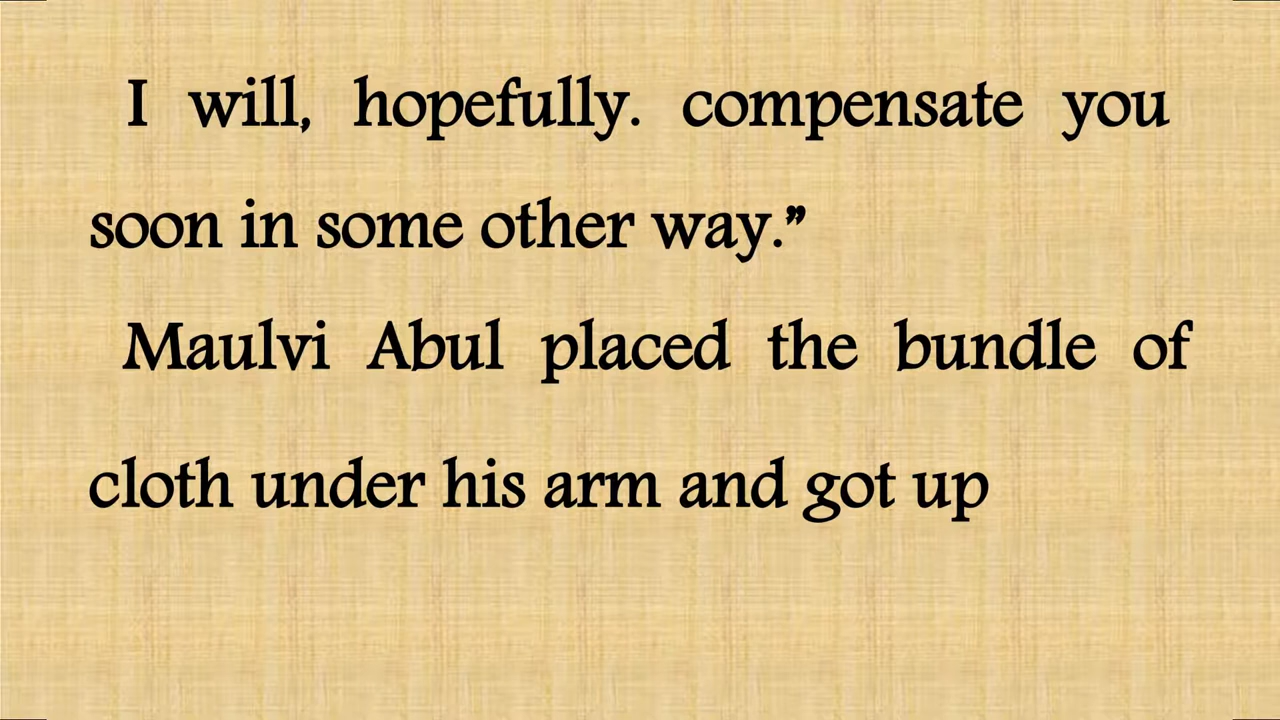 I will, hopefully. compensate you
soon in some other way.”
Maulvi Abul placed the bundle of
cloth under his arm and got up